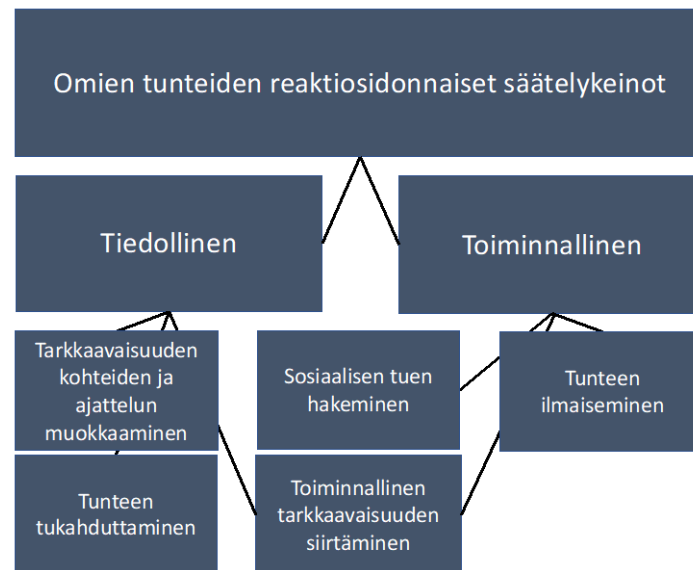 Omien tunteiden reaktiosidonnaiset säätelykeinot
Tiedollinen
Toiminnallinen
Tarkkaavaisuuden
kohteiden ja
ajattelun
muokkaaminen
Sosiaalisen tuen
hakeminen
Tunteen
ilmaiseminen
Tunteen
tukahduttaminen
Toiminnallinen
tarkkaavaisuuden
siirtäminen